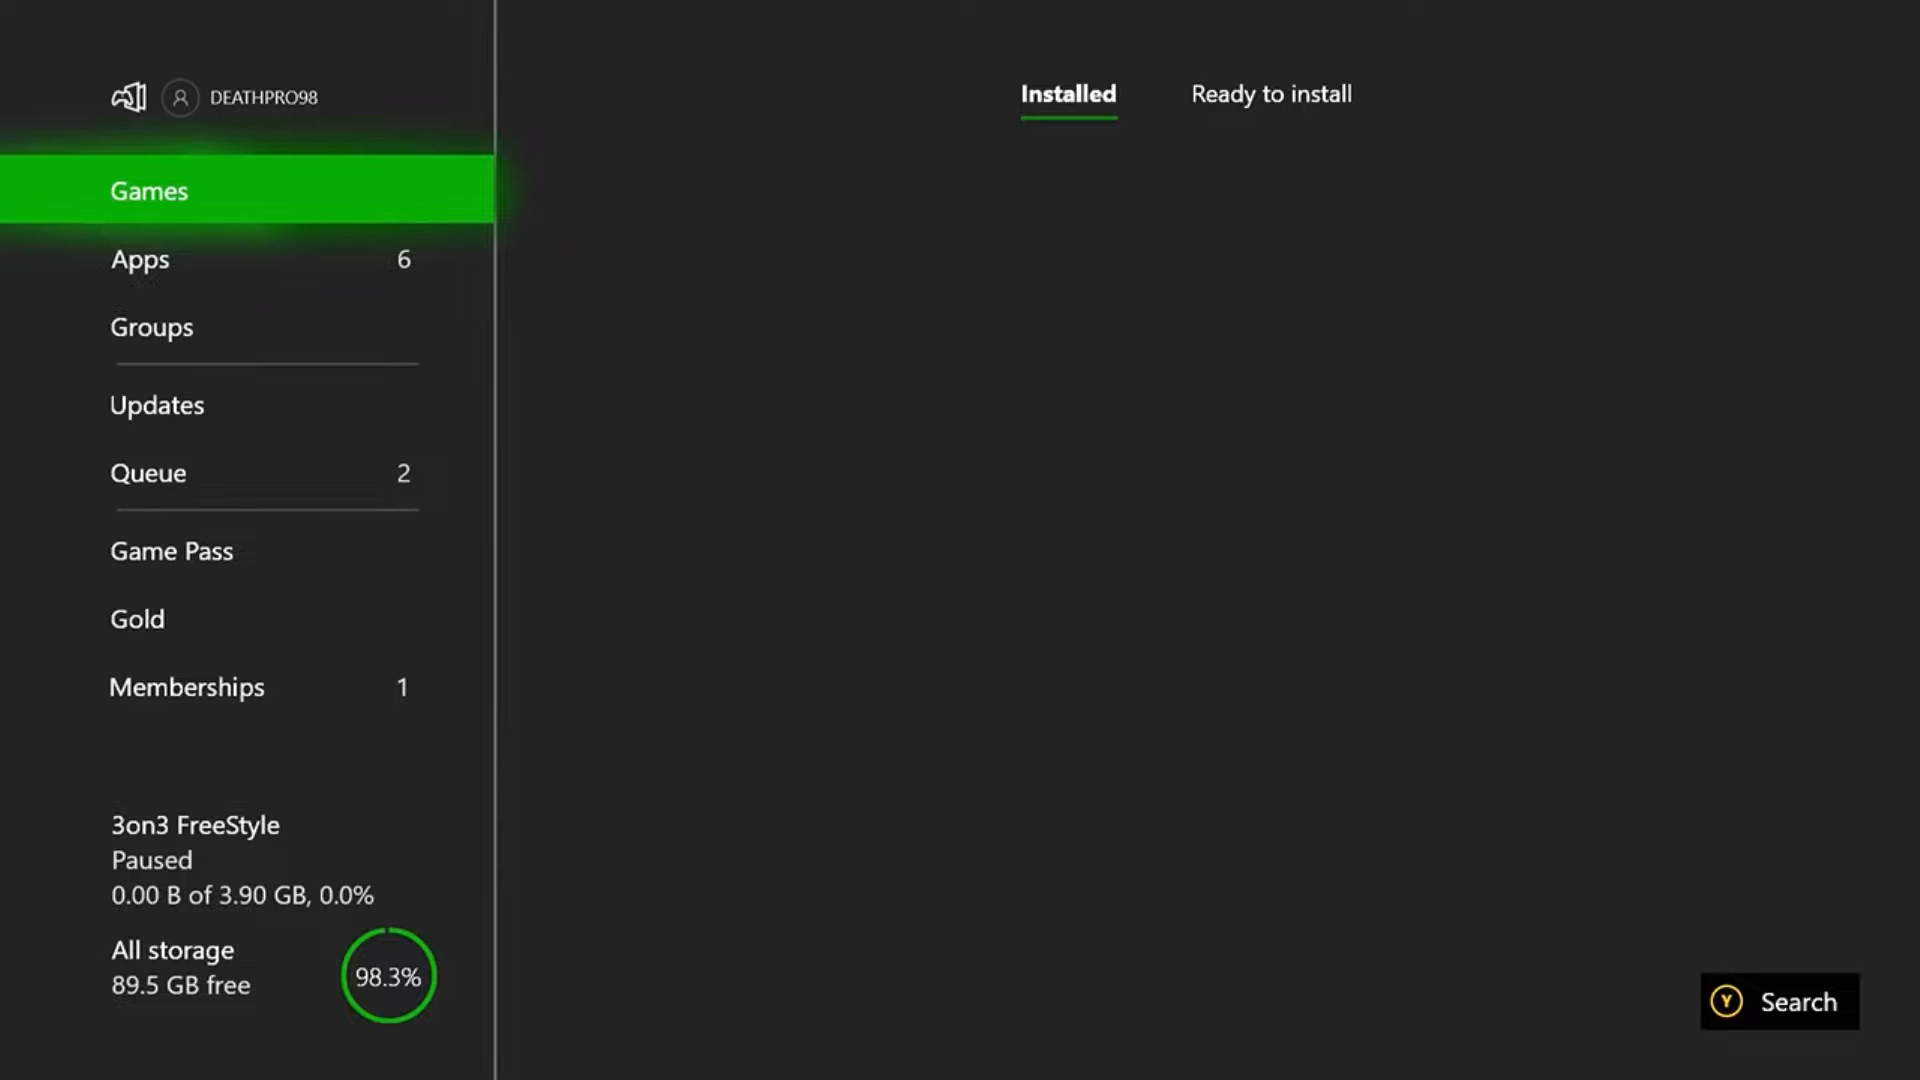 DEATHPRO98
Games
Apps 6
Groups
Updates
Queue 2
Game Pass
Gold
Memberships 1
3on3 FreeStyle
Paused
0.00 B of 3.90 GB, 0.0%
All storage
89.5 GB free
98.3%
Installed Ready to install
Y Search